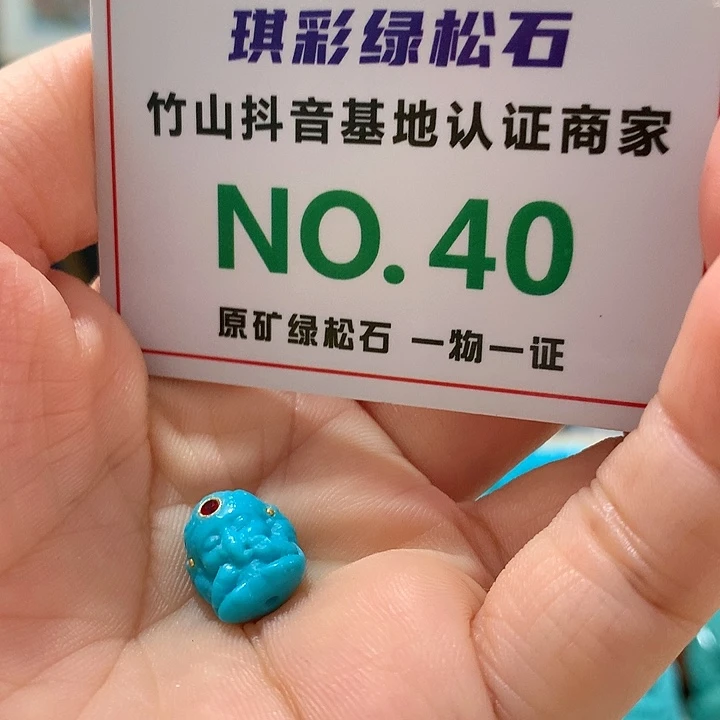 琪彩绿松石
竹山抖音基地认证商家
NO. 40
原矿绿松石 一物一证